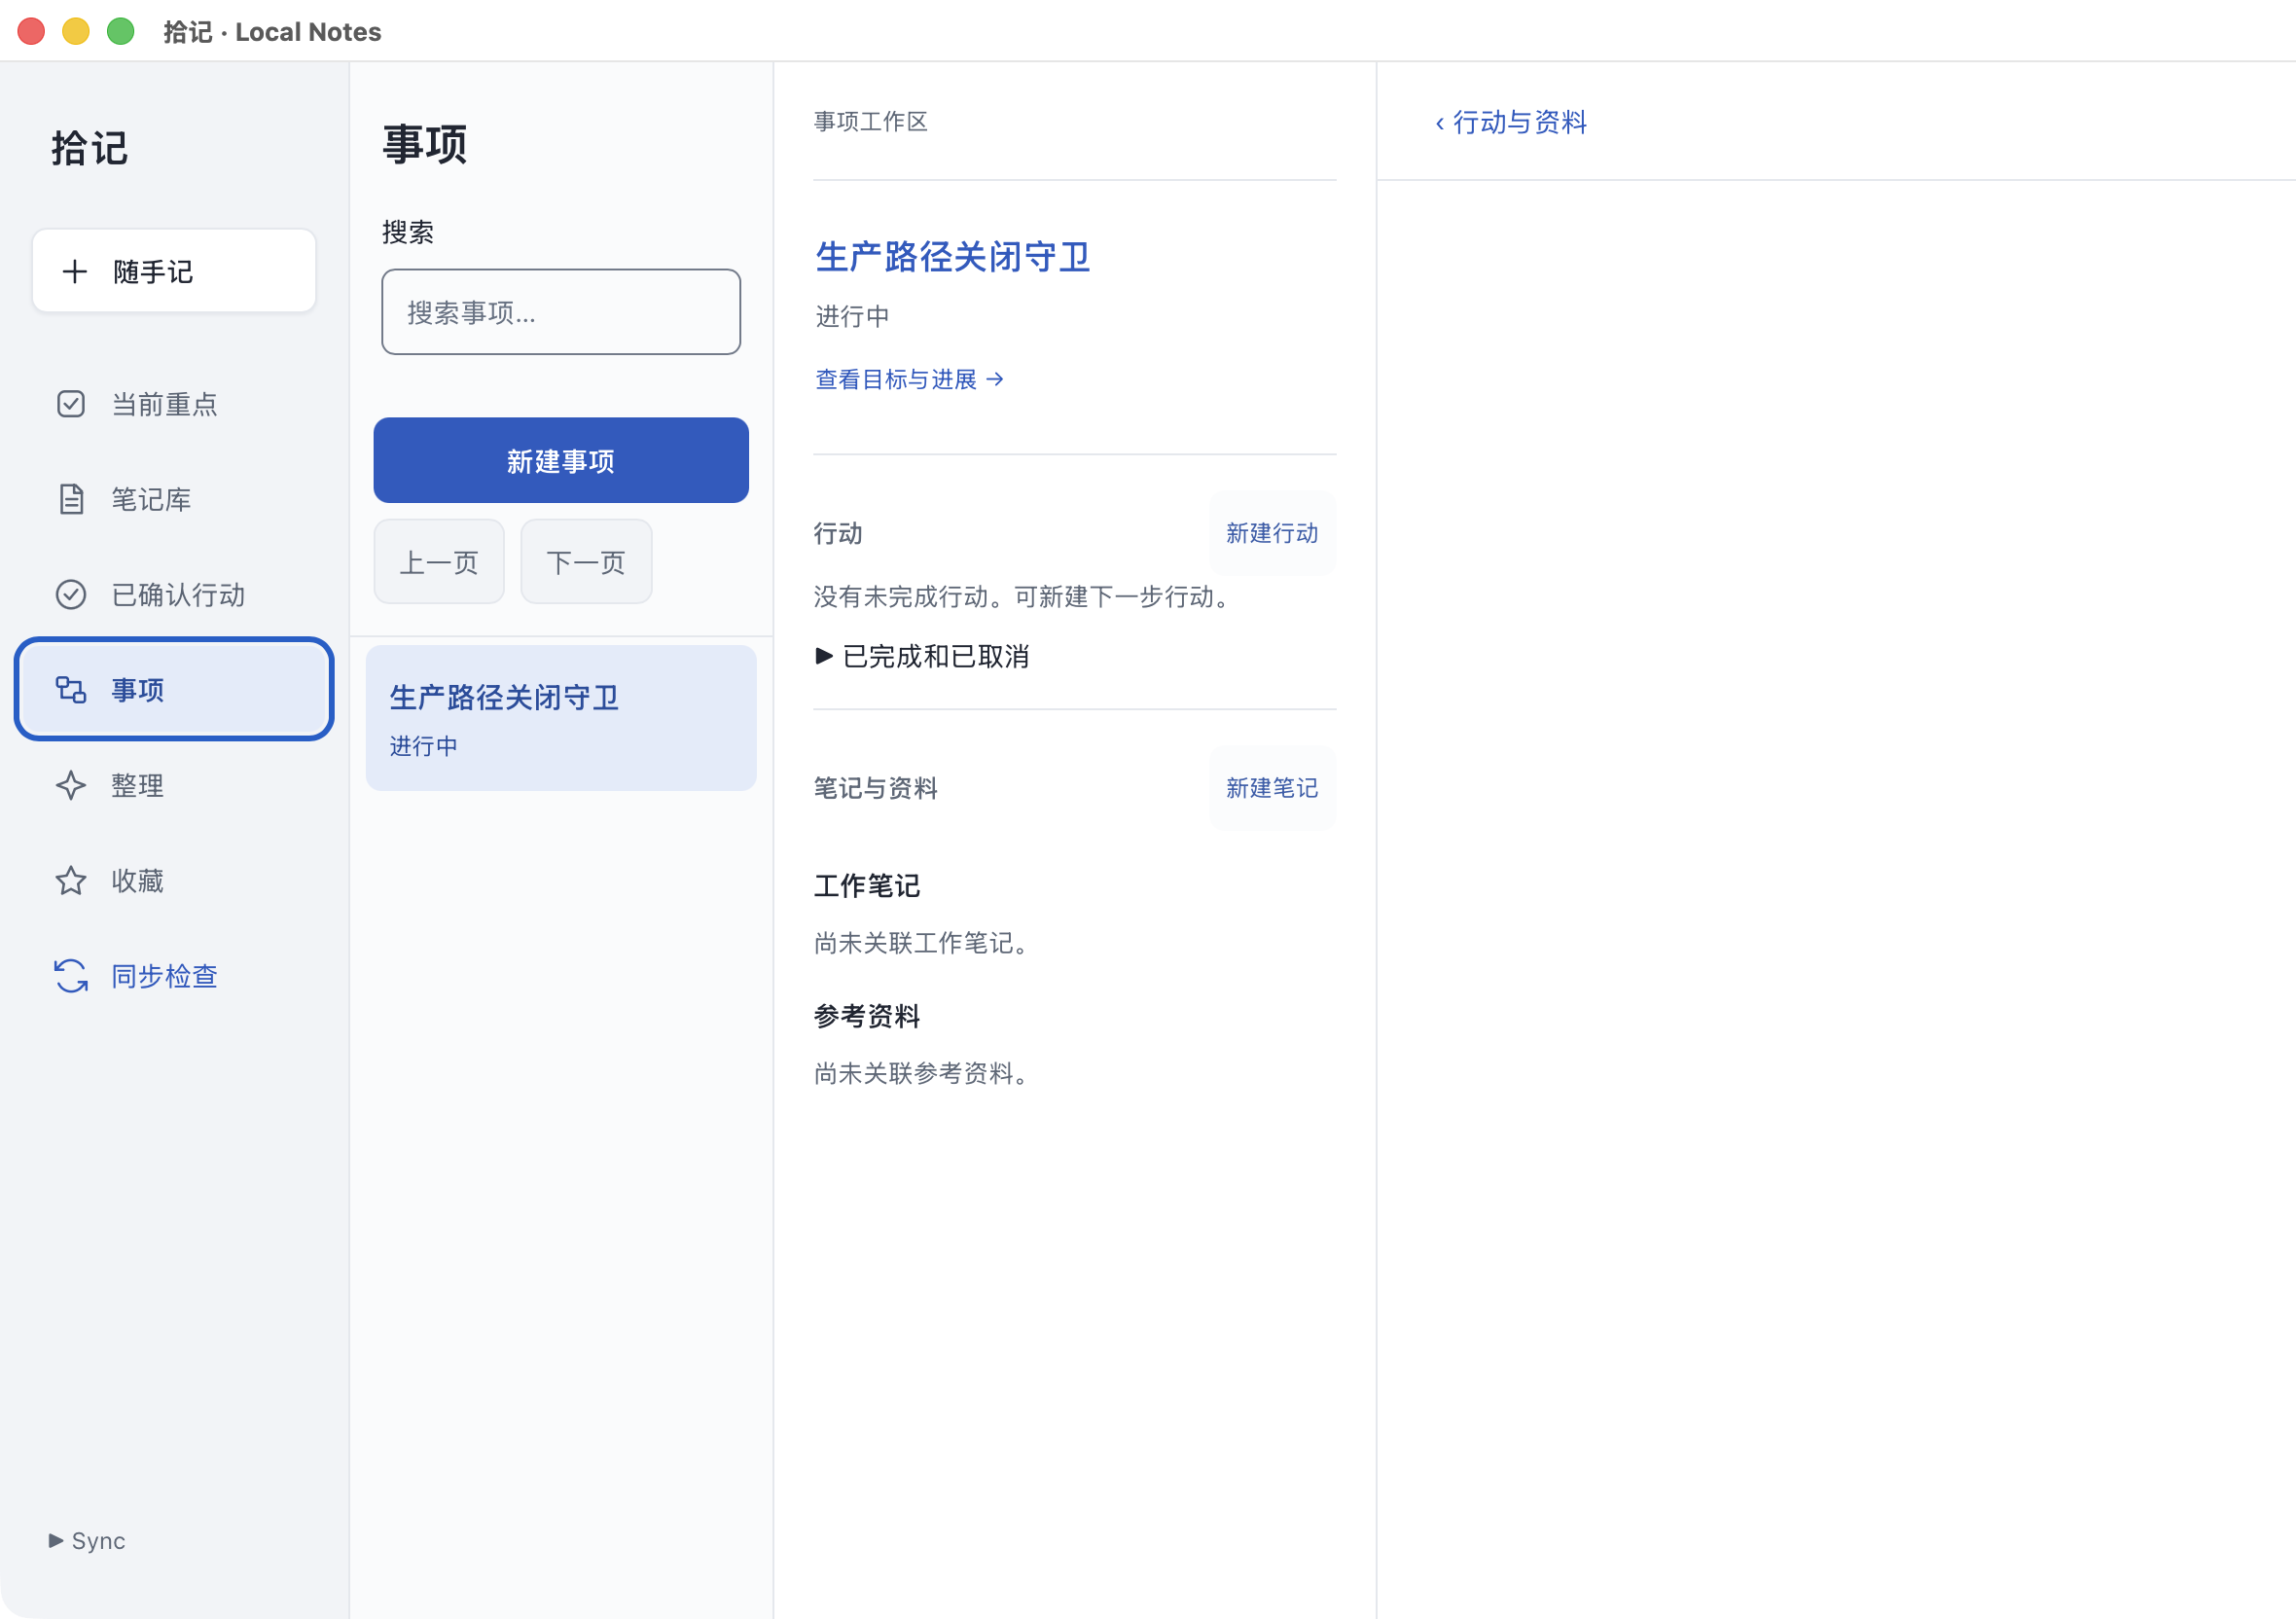 拾记 · Local Notes
拾记
随手记
当前重点
笔记库
已确认行动
事项
整理
收藏
同步检查
Sync
事项
搜索
搜索事项...
新建事项
上一页
下一页
生产路径关闭守卫
进行中
事项工作区
生产路径关闭守卫
进行中
查看目标与进展 →
行动
新建行动
没有未完成行动。可新建下一步行动。
已完成和已取消
笔记与资料
新建笔记
工作笔记
尚未关联工作笔记。
参考资料
尚未关联参考资料。
‹ 行动与资料